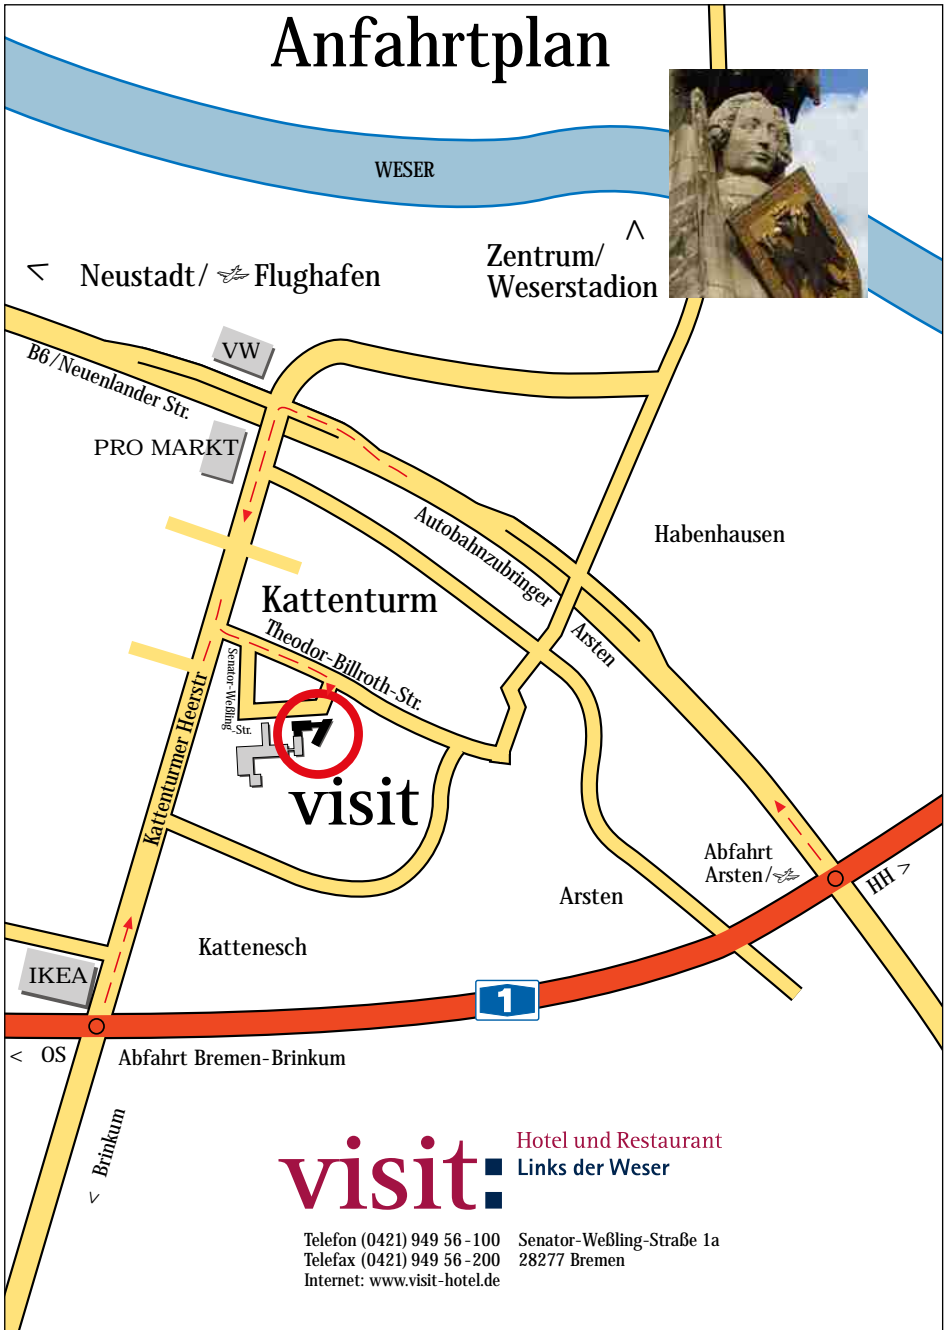 Anfahrtplan
WESER
< Neustadt/ Flughafen
Zentrum/
Weserstadion
VW
B6/Neuenlander Str.
PRO MARKT
Autobahnzubringer
Arsten
Habenhausen
Kattenturm
Theodor-Billroth-Str.
Senator-Weßling
-Str.
Kattenturmer Heerstr
visit
Abfahrt
Arsten/
HH >
Arsten
Kattenesch
IKEA
1
< OS
Abfahrt Bremen-Brinkum
< Brinkum
visit:
Hotel und Restaurant
Links der Weser
Telefon (0421) 949 56-100
Telefax (0421) 949 56-200
Internet: www.visit-hotel.de
Senator-Weßling-Straße 1a
28277 Bremen